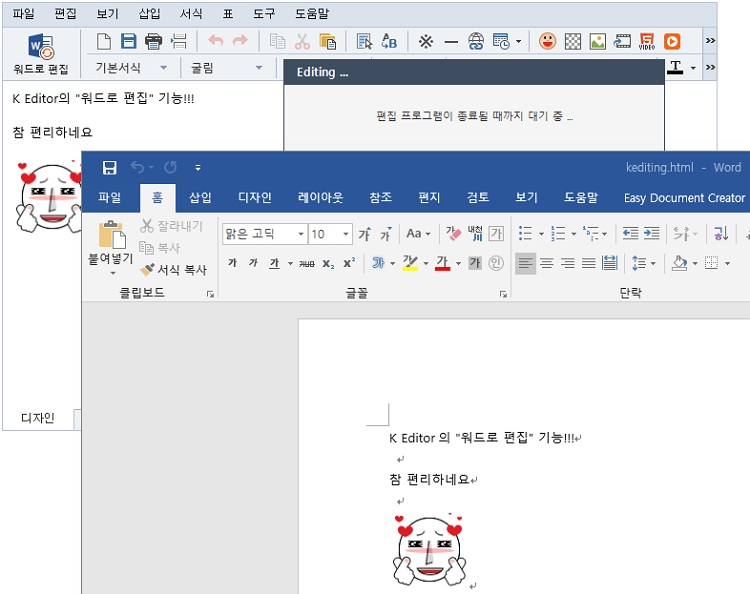 파일 편집 보기 삽입 서식 표 도구 도움말
워드로 편집
기본서식 굴림
K Editor의 "워드로 편집" 기능!!!
참 편리하네요
디자인
Editing ...
편집 프로그램이 종료될 때까지 대기 중 ...
kediting.html - Word
파일 홈 삽입 디자인 레이아웃 참조 편지 검토 보기 도움말 Easy Document Creator
붙여넣기
잘라내기
복사
서식 복사
클립보드
맑은 고딕 10
글꼴
단락
K Editor 의 "워드로 편집" 기능!!!
참 편리하네요